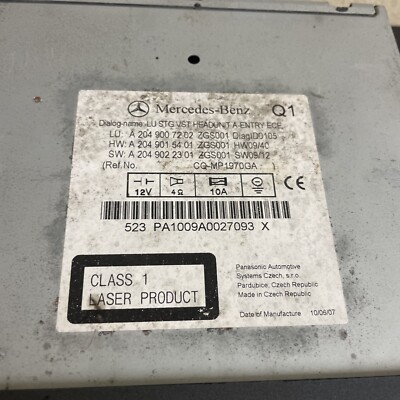 Mercedes-Benz Q1
Dialog-name: LU STG VST HEADUNIT A-ENTRY ECE
LU: A 204 900 72 02 ZGS001 DiagID0105
HW: A 204 901 54 01 ZGS001 HW09/40
SW: A 204 902 23 01 ZGS001 SW09/12
(Ref.No. CQ-MP1970GA )
12V 4Ω 10A CE
523 PA1009A0027093 X
CLASS 1
LASER PRODUCT
Panasonic Automotive
Systems Czech, s.r.o.
Pardubice, Czech Republic
Made in Czech Republic
Date of Manufacture 10/06/07